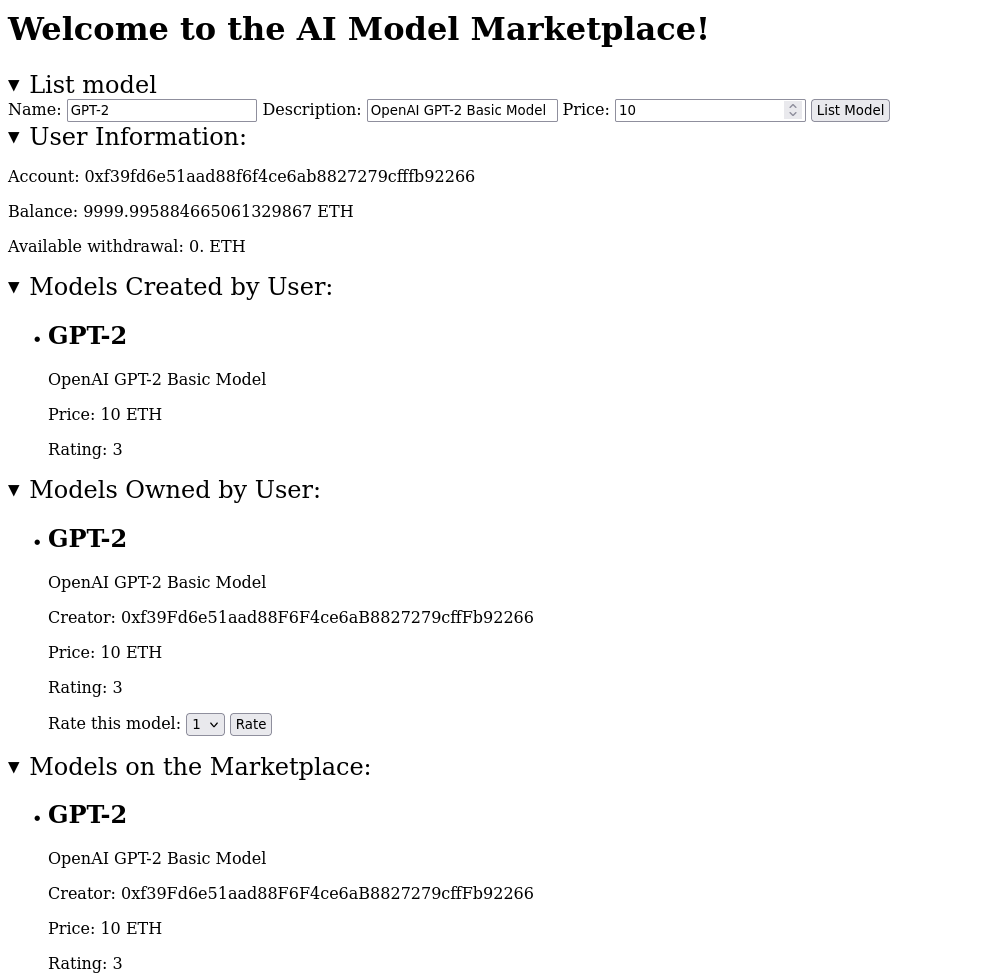 Welcome to the AI Model Marketplace!
List model
Name: GPT-2 Description: OpenAI GPT-2 Basic Model Price: 10 List Model
User Information:
Account: 0xf39fd6e51aad88f6f4ce6ab8827279cfffb92266
Balance: 9999.995884665061329867 ETH
Available withdrawal: 0. ETH
Models Created by User:
GPT-2
OpenAI GPT-2 Basic Model
Price: 10 ETH
Rating: 3
Models Owned by User:
GPT-2
OpenAI GPT-2 Basic Model
Creator: 0xf39Fd6e51aad88F6F4ce6aB8827279cffFb92266
Price: 10 ETH
Rating: 3
Rate this model: 1 Rate
Models on the Marketplace:
GPT-2
OpenAI GPT-2 Basic Model
Creator: 0xf39Fd6e51aad88F6F4ce6aB8827279cffFb92266
Price: 10 ETH
Rating: 3